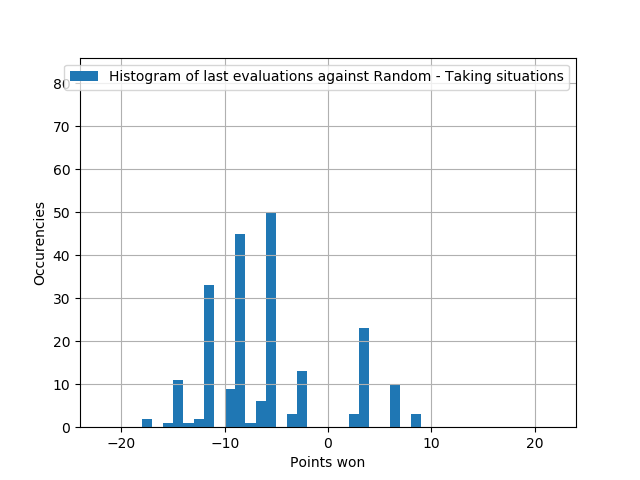 Histogram of last evaluations against Random - Taking situations
80
70
60
50
40
30
20
10
0
Occurencies
−20 −10 0 10 20
Points won